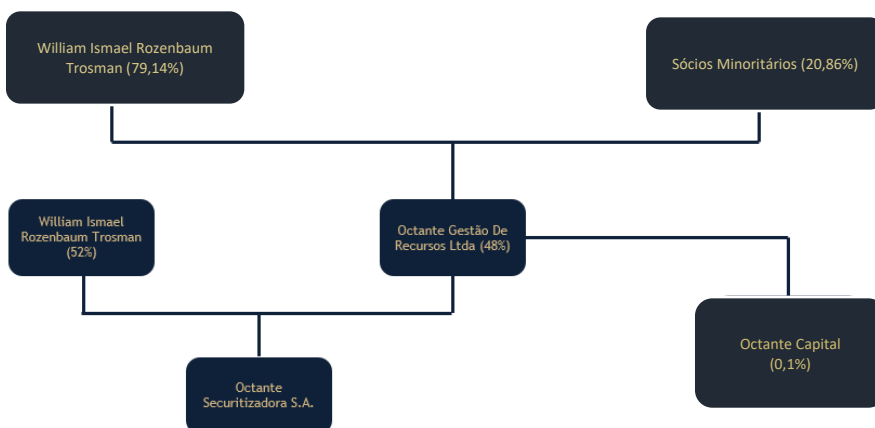 William Ismael Rozenbaum
Trosman (79,14%)
Sócios Minoritários (20,86%)
William Ismael
Rozenbaum Trosman
(52%)
Octante Gestão De
Recursos Ltda (48%)
Octante Capital
(0,1%)
Octante
Securitizadora S.A.